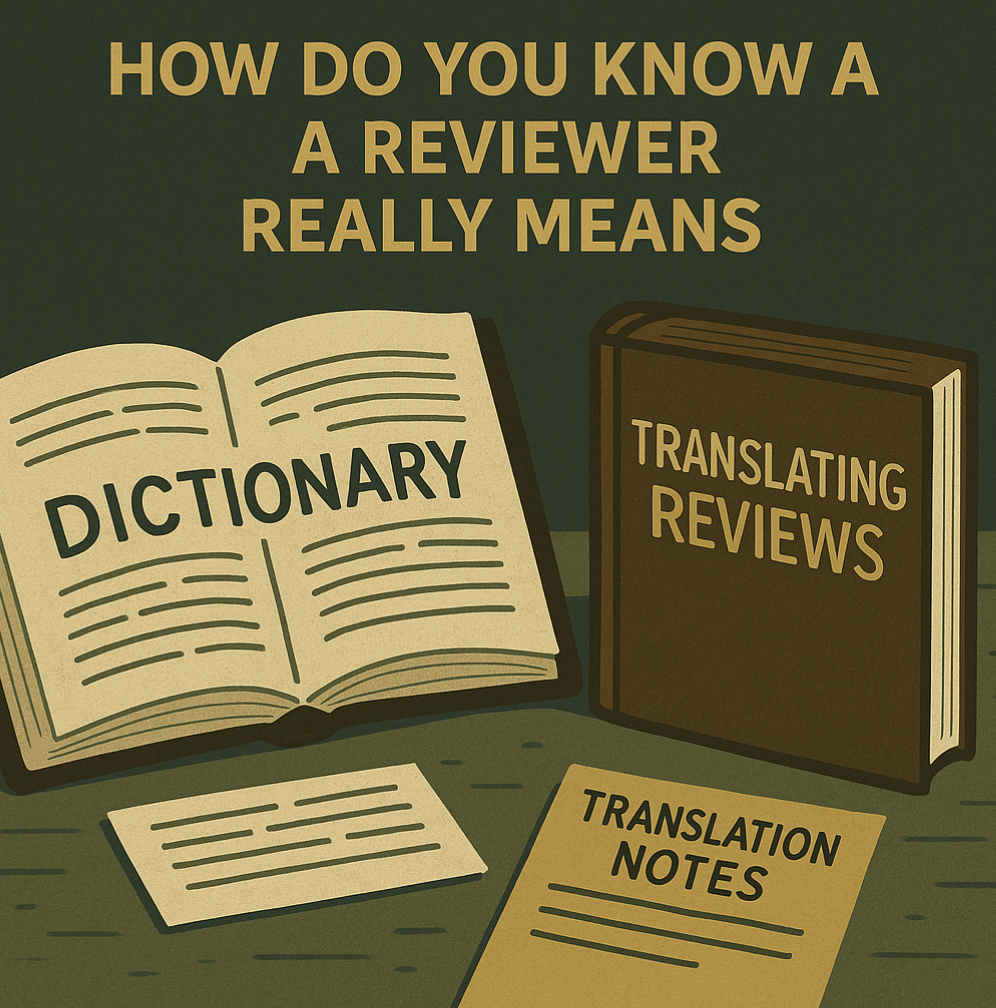 HOW DO YOU KNOW A
A REVIEWER
REALLY MEANS
DICTIONARY
TRANSLATING
REVIEWS
TRANSLATION
NOTES